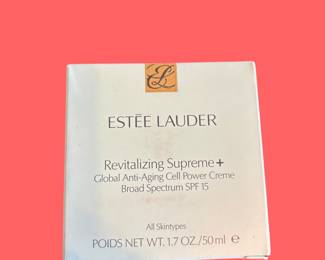 EL
ESTĒE LAUDER
Revitalizing Supreme+
Global Anti-Aging Cell Power Creme
Broad Spectrum SPF 15
All Skintypes
POIDS NET WT. 1.7 OZ./50 ml ℮